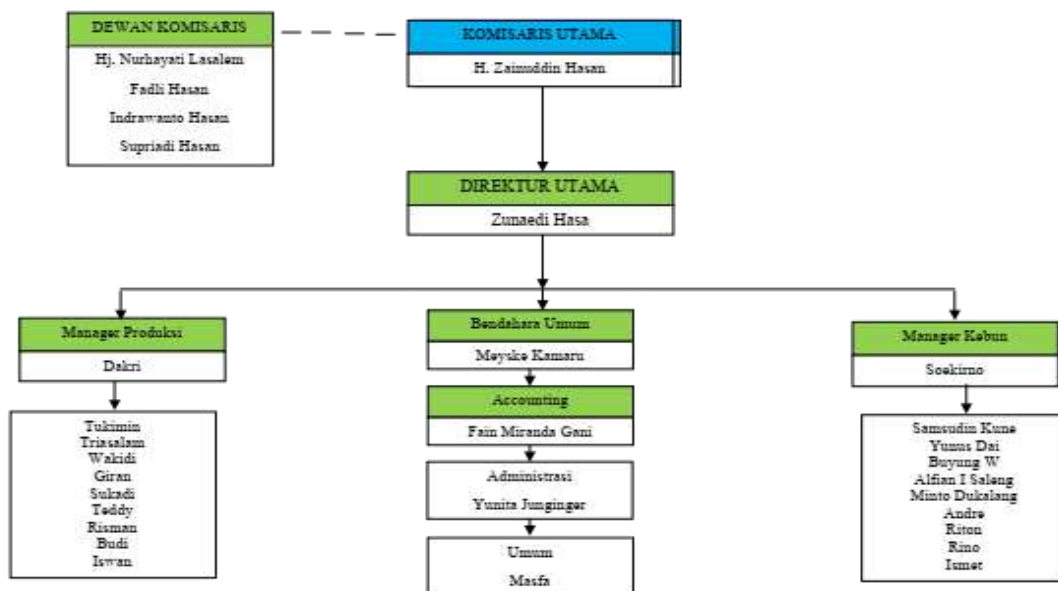 DEWAN KOMISARIS
Hj. Nurhayati Lasalem
Fadli Hasan
Indrawanto Hasan
Supriadi Hasan
KOMISARIS UTAMA
H. Zainuddin Hasan
DIREKTUR UTAMA
Zunaedi Hasa
Manager Produksi
Dakri
Tukimin
Triasalam
Wakidi
Giran
Sukadi
Teddy
Risman
Budi
Iswan
Bendahara Umum
Meyske Kamaru
Accounting
Fain Miranda Gani
Administrasi
Yunita Junginger
Umum
Masfa
Manager Kebun
Soekirno
Samsudin Kune
Yunus Dai
Buyung W
Alfian I Saleng
Minto Dukalang
Andre
Riton
Rino
Ismet